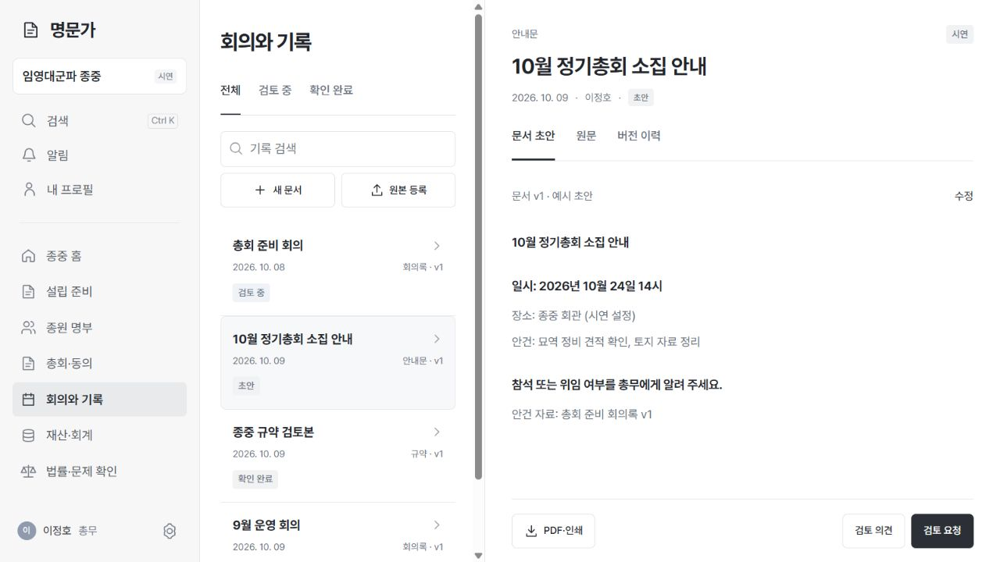 명문가
임영대군파 종중 시연
검색 Ctrl K
알림
내 프로필
종중 홈
설립 준비
종원 명부
총회·동의
회의와 기록
재산·회계
법률·문제 확인
이 이정호 총무
회의와 기록
전체 검토 중 확인 완료
기록 검색
새 문서 원본 등록
총회 준비 회의
2026. 10. 08 회의록 · v1
검토 중
10월 정기총회 소집 안내
2026. 10. 09 안내문 · v1
초안
종중 규약 검토본
2026. 10. 09 규약 · v1
확인 완료
9월 운영 회의
2026. 10. 09 회의록 · v1
안내문 시연
10월 정기총회 소집 안내
2026. 10. 09 · 이정호 · 초안
문서 초안 원문 버전 이력
문서 v1 · 예시 초안 수정
10월 정기총회 소집 안내
일시: 2026년 10월 24일 14시
장소: 종중 회관 (시연 설정)
안건: 묘역 정비 견적 확인, 토지 자료 정리
참석 또는 위임 여부를 총무에게 알려 주세요.
안건 자료: 총회 준비 회의록 v1
PDF·인쇄 검토 의견 검토 요청